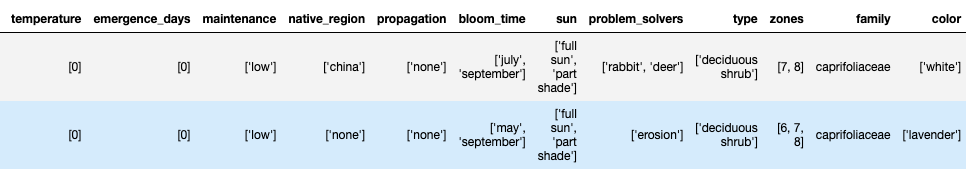 temperature emergence_days maintenance native_region propagation bloom_time sun problem_solvers type zones family color
['full
[0] [0] ['low'] ['china'] ['none'] ['july', sun', ['rabbit', 'deer'] ['deciduous [7, 8] caprifoliaceae ['white']
'september'] 'part shrub']
shade']
['full
[0] [0] ['low'] ['none'] ['none'] ['may', sun', ['erosion'] ['deciduous [6, 7, caprifoliaceae ['lavender']
'september'] 'part shrub'] 8]
shade']